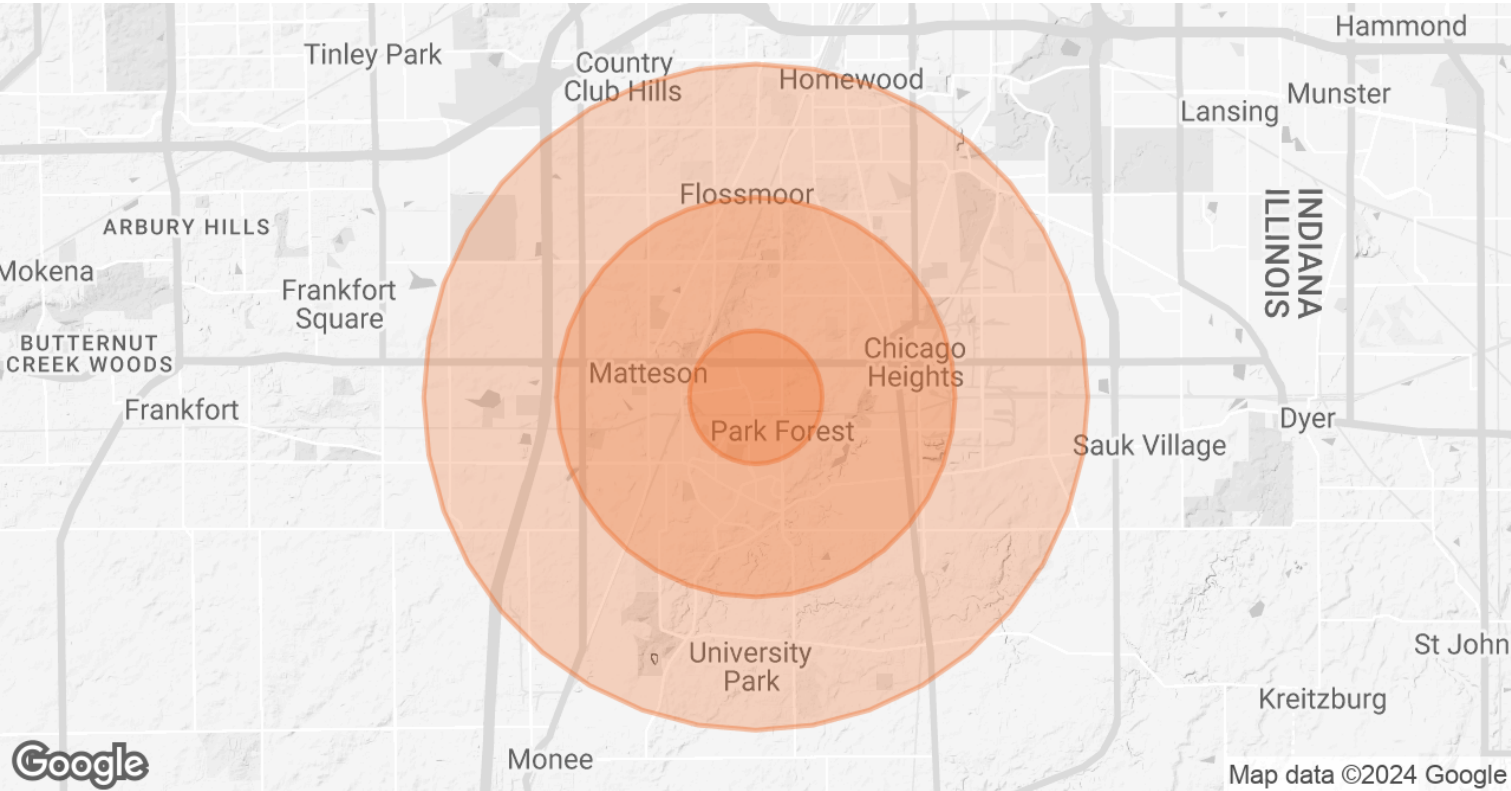 Hammond
Tinley Park
Country
Club Hills
Homewood
Munster
Lansing
Flossmoor
ARBURY HILLS
INDIANA
ILLINOIS
Mokena
Frankfort
Square
BUTTERNUT
CREEK WOODS
Matteson
Chicago
Heights
Frankfort
Park Forest
Dyer
Sauk Village
University
Park
St John
Kreitzburg
Monee
Google
Map data ©2024 Google